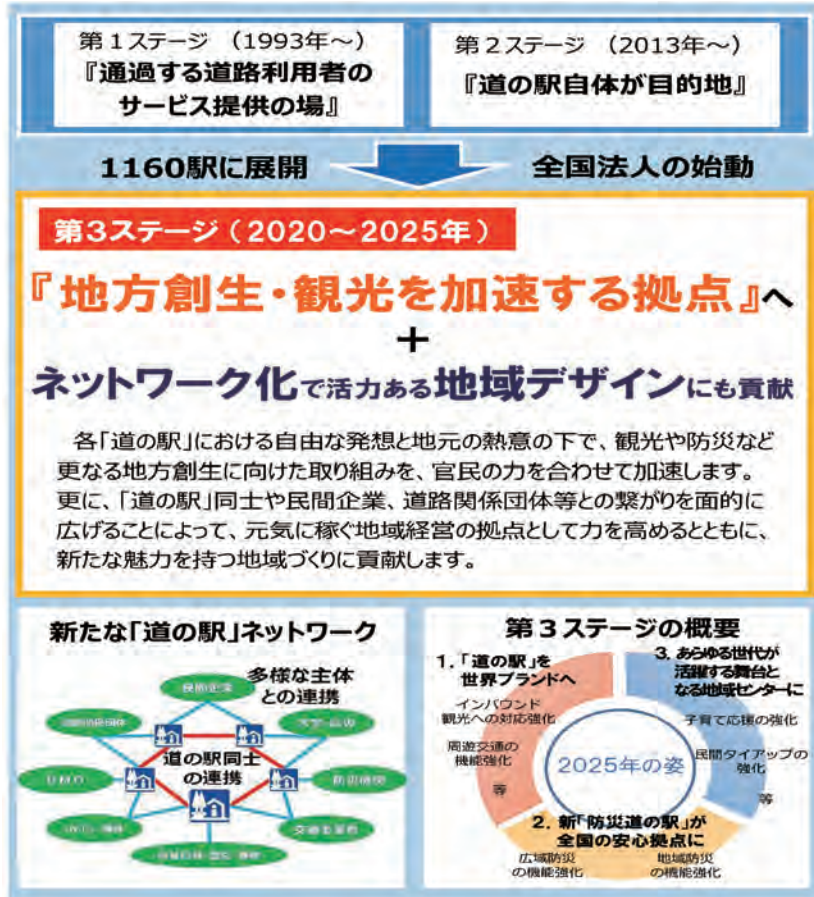 第1ステージ （1993年～）
『通過する道路利用者の
サービス提供の場』
第2ステージ （2013年～）
『道の駅自体が目的地』
1160駅に展開
全国法人の始動
第3ステージ（2020～2025年）
『地方創生・観光を加速する拠点』へ
＋
ネットワーク化で活力ある地域デザインにも貢献
各「道の駅」における自由な発想と地元の熱意の下で、観光や防災など
更なる地方創生に向けた取り組みを、官民の力を合わせて加速します。
更に、「道の駅」同士や民間企業、道路関係団体等との繋がりを面的に
広げることによって、元気に稼ぐ地域経営の拠点として力を高めるとともに、
新たな魅力を持つ地域づくりに貢献します。
新たな「道の駅」ネットワーク
多様な主体
との連携
民間企業
道の駅同士
の連携
防災機関
交通事業者
第3ステージの概要
1．「道の駅」を
世界ブランドへ
インバウンド
観光への対応強化
周遊交通の
機能強化
等
3．あらゆる世代が
活躍する舞台と
なる地域センターに
子育て応援の強化
民間タイアップの
強化
等
2025年の姿
2．新「防災道の駅」が
全国の安心拠点に
広域防災
の機能強化
地域防災
の機能強化